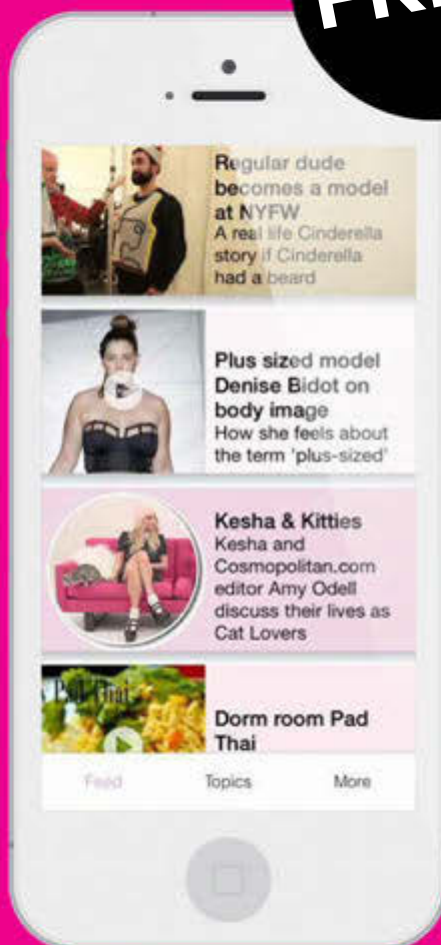 Regular dude
becomes a model
at NYFW
A real life Cinderella
story if Cinderella
had a beard
Plus sized model
Denise Bidot on
body image
How she feels about
the term 'plus-sized'
Kesha & Kitties
Kesha and
Cosmopolitan.com
editor Amy Odell
discuss their lives as
Cat Lovers
Pad Thai
Dorm room Pad
Thai
Feed Topics More